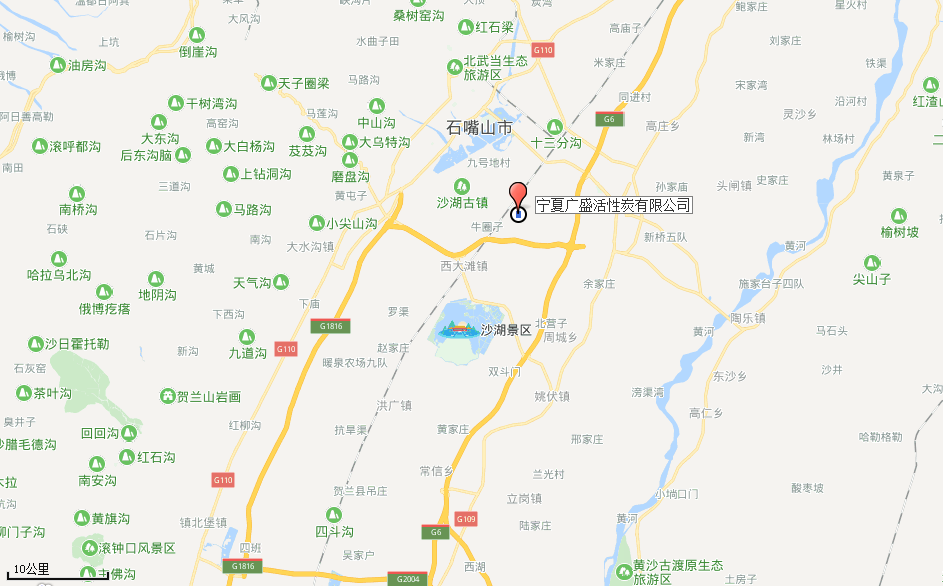 温都台阿真
大风沟
桑树窑沟
红石梁
炭湾
鲍家庄
星火村
榆树沟
上坑
倒崖沟
水曲子田
G110
高庙子
刘家庄
油房沟
天子圈梁
马路沟
北武当生态
旅游区
米家庄
铁渠
宋家湾
干树湾沟
中山沟
同进村
沿河村
红渣山
阿日善高勒
高窑沟
马莲沟
石嘴山市
G6
高庄乡
灵沙乡
大东沟
芨芨沟
大乌特沟
十三分沟
新湾
林场村
滚呼都沟
后东沟脑
大白杨沟
磨盘沟
九号地村
南田
上钻洞沟
黄泉子
三道沟
黄屯子
沙湖古镇
孙家庙
头闸镇
史家庄
南桥沟
马路沟
宁夏广盛活性炭有限公司
石碤
石片沟
南沟
小尖山沟
牛圈子
新桥五队
榆树坡
大水沟镇
黄河
哈拉乌北沟
黄城
西大滩镇
尖山子
地阴沟
天气沟
余家庄
施家台子四队
俄博疙瘩
下庙
下西沟
罗渠
陶乐镇
G1816
沙湖景区
北营子
黄河
马石头
沙日霍托勒
九道沟
G110
赵家庄
周城乡
新沟
石灰窑
暖泉农场九队
双斗门
东沙乡
沙井
茶叶沟
贺兰山岩画
洪广镇
姚伏镇
滂渠湾
大沟
臭井子
红柳沟
抗旱渠
黄家庄
高仁乡
回回沟
邢家庄
哈勒格勒
沙腊毛德沟
红石沟
南安沟
常信乡
兰光村
G110
贺兰县吊庄
立岗镇
小墒口门
酸枣坡
黄旗沟
镇北堡镇
四斗沟
G109
陆家庄
黄河
柳门子沟
G6
滚钟口风景区
四班
吴家户
黄沙古渡原生态
旅游区
10公里
G1816
西湖
土房子
G2004